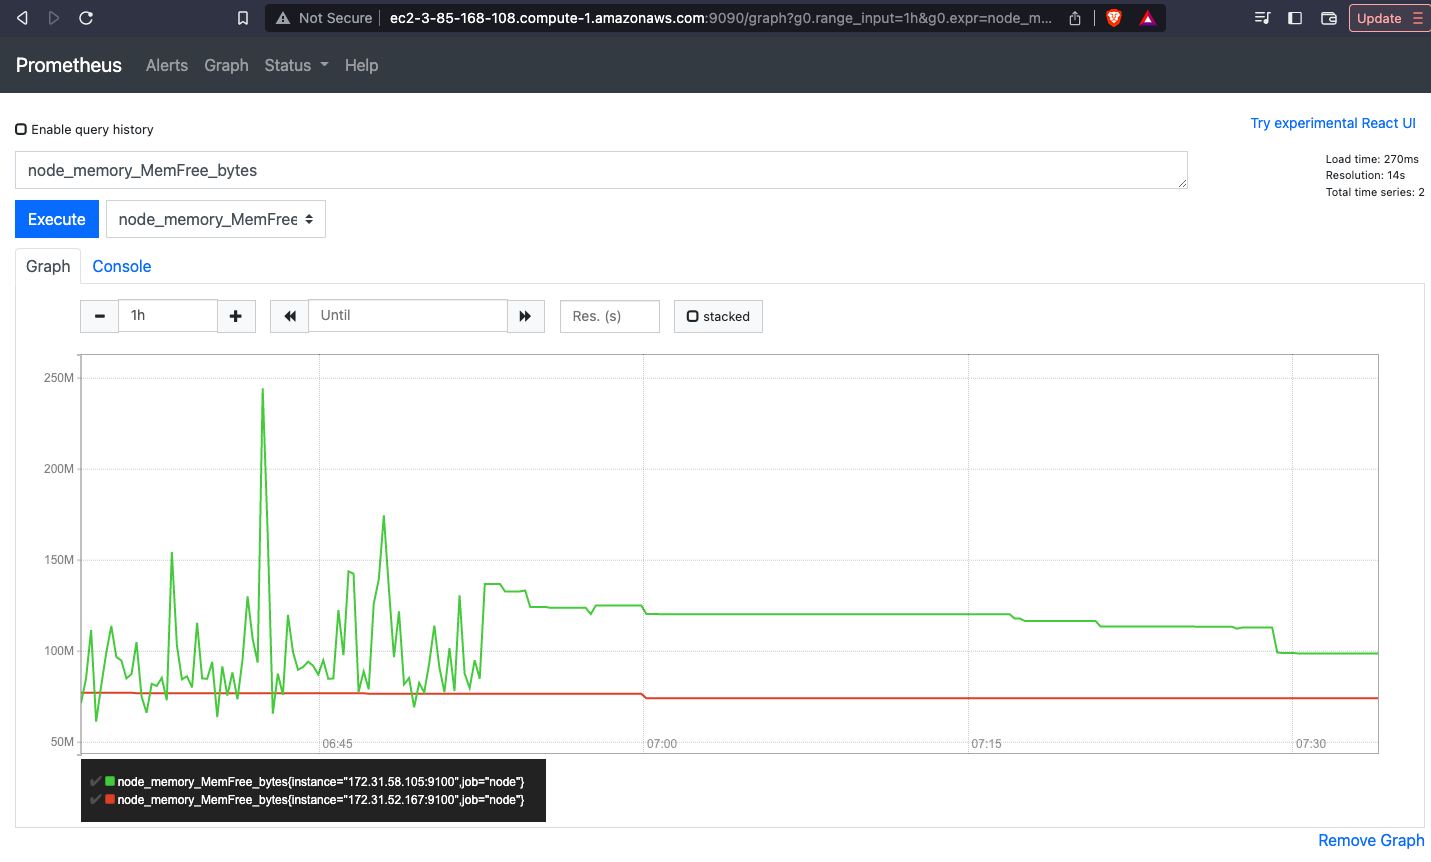 Not Secure ec2-3-85-168-108.compute-1.amazonaws.com:9090/graph?g0.range_input=1h&g0.expr=node_m... Update
Prometheus Alerts Graph Status Help
Enable query history
Try experimental React UI
node_memory_MemFree_bytes
Load time: 270ms
Resolution: 14s
Total time series: 2
Execute node_memory_MemFree
Graph Console
1h Until Res. (s) stacked
250M
200M
150M
100M
50M
06:45 07:00 07:15 07:30
node_memory_MemFree_bytes{instance="172.31.58.105:9100",job="node"}
node_memory_MemFree_bytes{instance="172.31.52.167:9100",job="node"}
Remove Graph